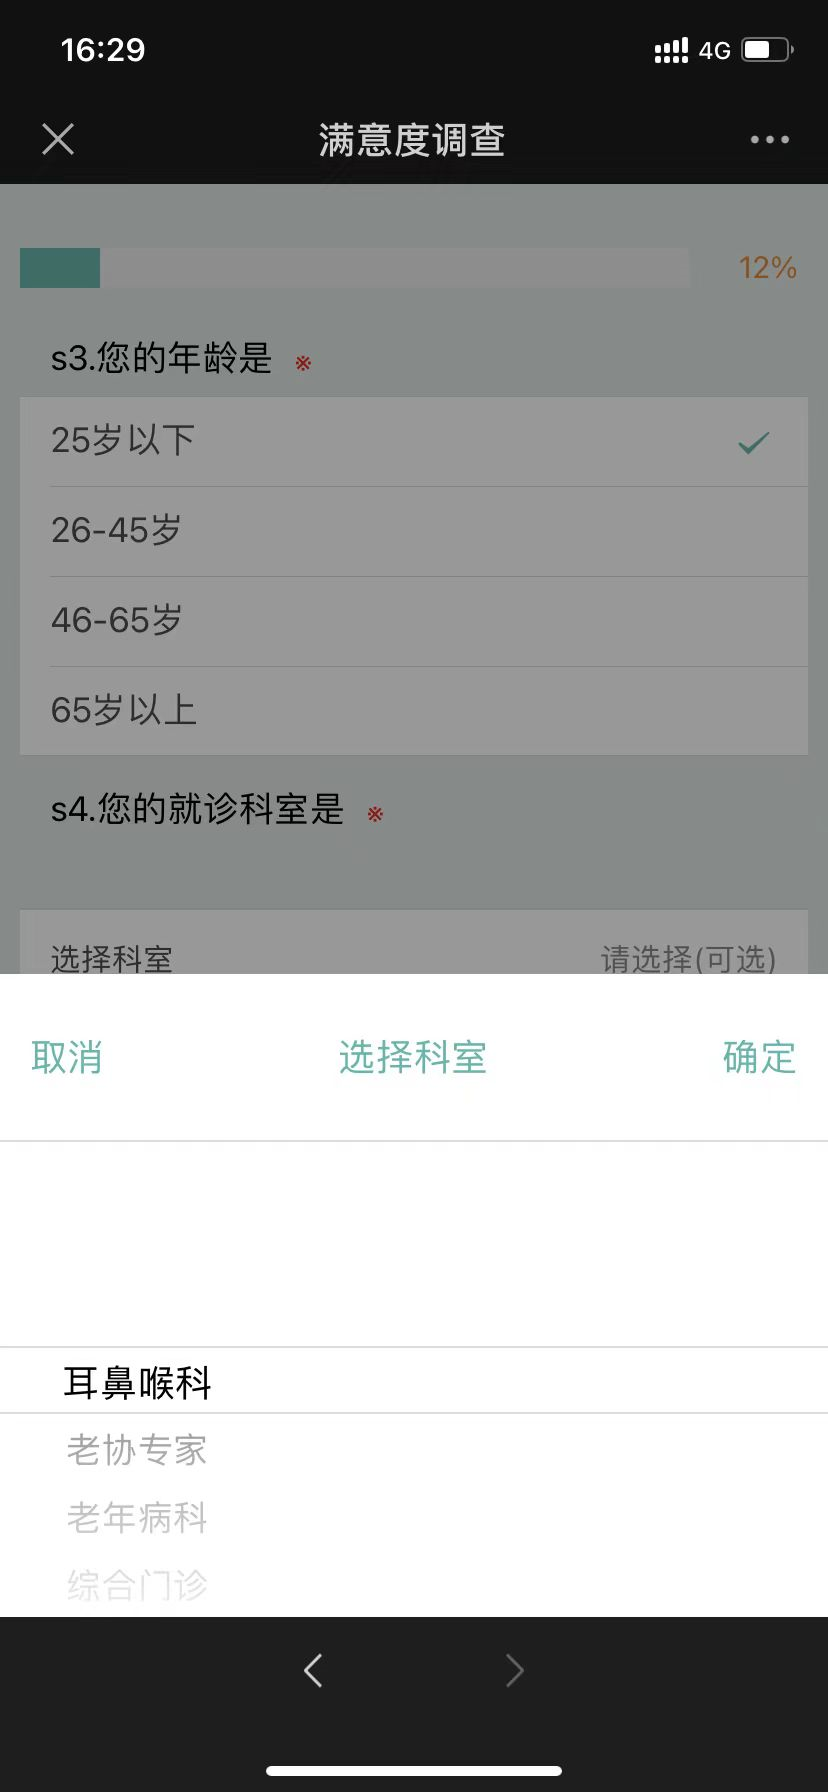 16:29
4G
满意度调查
12%
s3.您的年龄是 ※
25岁以下
26-45岁
46-65岁
65岁以上
s4.您的就诊科室是 ※
选择科室 请选择(可选)
取消 选择科室 确定
耳鼻喉科
老协专家
老年病科
综合门诊